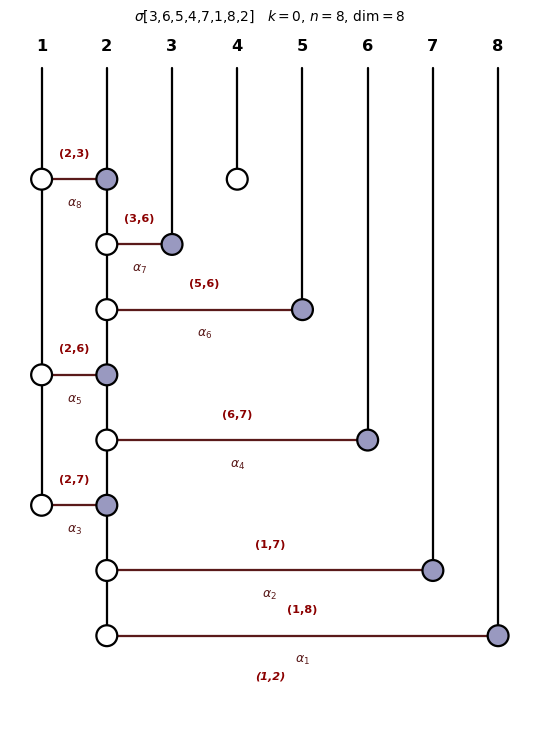 σ[3,6,5,4,7,1,8,2] k=0, n=8, dim=8
1 2 3 4 5 6 7 8
(2,3)
α₈
(3,6)
α₇
(5,6)
α₆
(2,6)
α₅
(6,7)
α₄
(2,7)
α₃
(1,7)
α₂
(1,8)
α₁
(1,2)